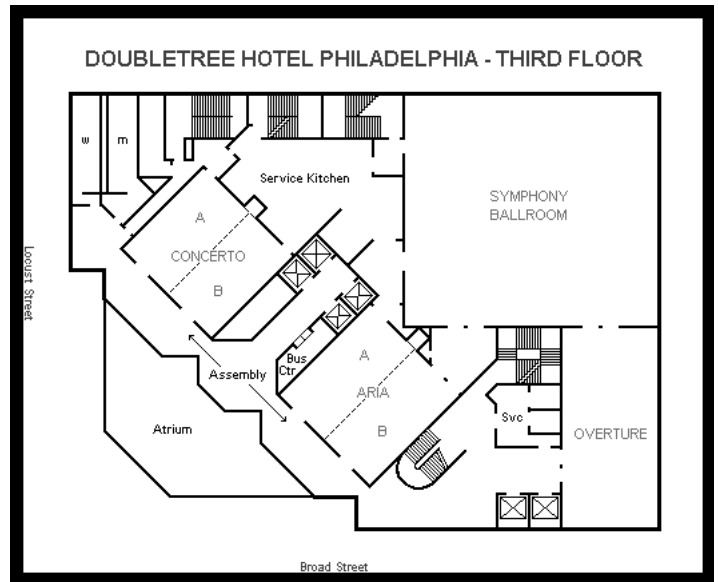 DOUBLETREE HOTEL PHILADELPHIA - THIRD FLOOR
w
m
Service Kitchen
SYMPHONY
BALLROOM
A
CONCERTO
B
Locust Street
Bus
Ctr
A
ARIA
B
Assembly
Atrium
Svc
OVERTURE
Broad Street